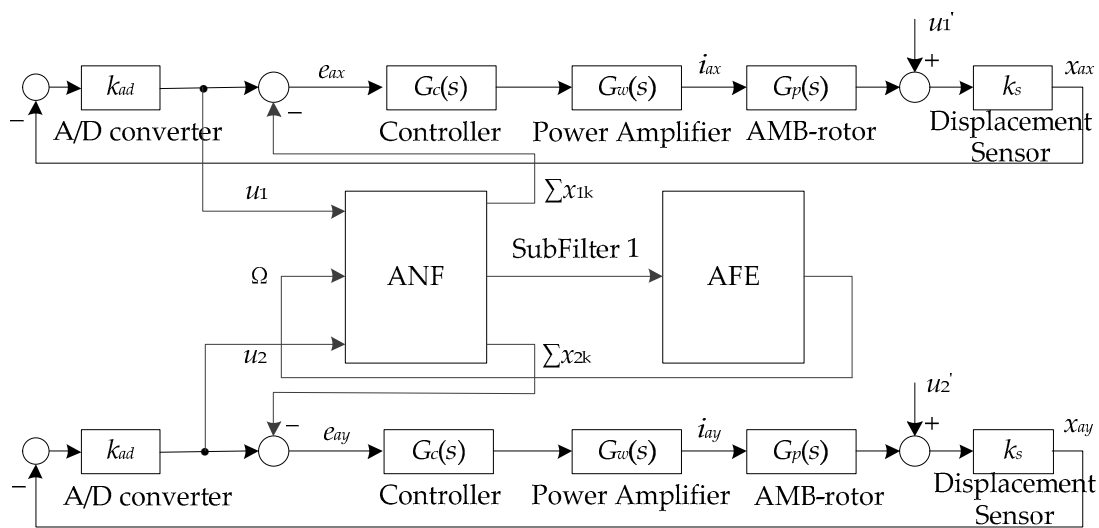 u1'
eax
iax
+
xax
kad
Gc(s)
Gw(s)
Gp(s)
ks
−
−
A/D converter
Controller
Power Amplifier
AMB-rotor
Displacement
Sensor
u1
∑x1k
SubFilter 1
Ω
ANF
AFE
u2
∑x2k
u2'
−
eay
iay
+
xay
kad
Gc(s)
Gw(s)
Gp(s)
ks
−
A/D converter
Controller
Power Amplifier
AMB-rotor
Displacement
Sensor